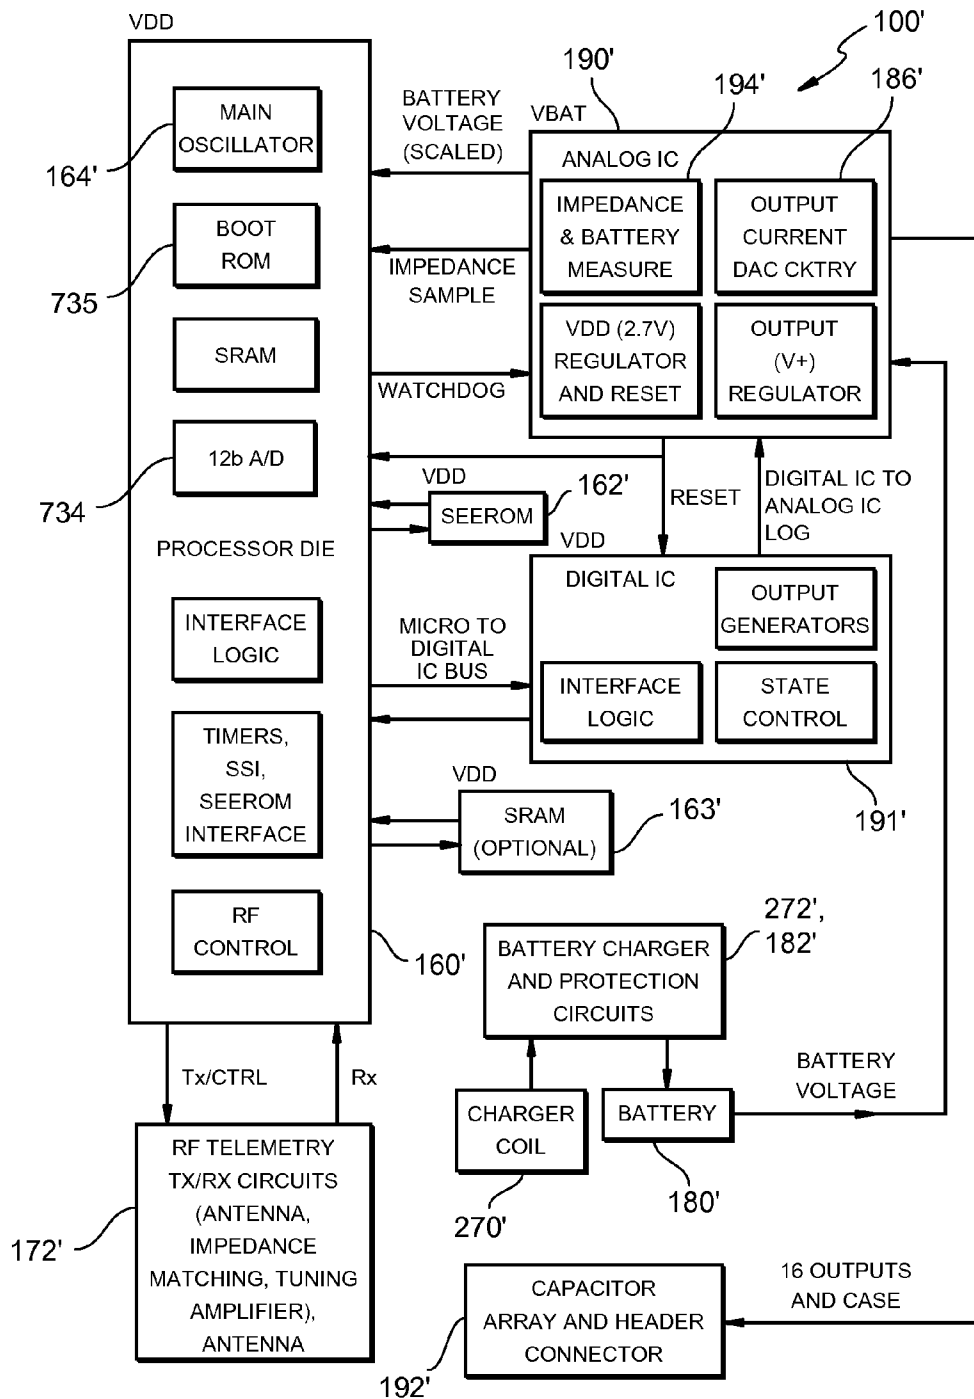 VDD
100'
190'
194'
186'
MAIN
OSCILLATOR
164'
BATTERY
VOLTAGE
(SCALED)
VBAT
ANALOG IC
IMPEDANCE
& BATTERY
MEASURE
OUTPUT
CURRENT
DAC CKTRY
BOOT
ROM
735
IMPEDANCE
SAMPLE
VDD (2.7V)
REGULATOR
AND RESET
OUTPUT
(V+)
REGULATOR
SRAM
WATCHDOG
12b A/D
734
VDD
SEEROM
162'
RESET
DIGITAL IC TO
ANALOG IC
LOG
PROCESSOR DIE
VDD
DIGITAL IC
OUTPUT
GENERATORS
INTERFACE
LOGIC
MICRO TO
DIGITAL
IC BUS
INTERFACE
LOGIC
STATE
CONTROL
191'
TIMERS,
SSI,
SEEROM
INTERFACE
VDD
SRAM
(OPTIONAL)
163'
RF
CONTROL
160'
BATTERY CHARGER
AND PROTECTION
CIRCUITS
272',
182'
Tx/CTRL
Rx
CHARGER
COIL
270'
BATTERY
180'
BATTERY
VOLTAGE
RF TELEMETRY
TX/RX CIRCUITS
(ANTENNA,
IMPEDANCE
MATCHING, TUNING
AMPLIFIER),
ANTENNA
172'
CAPACITOR
ARRAY AND HEADER
CONNECTOR
192'
16 OUTPUTS
AND CASE